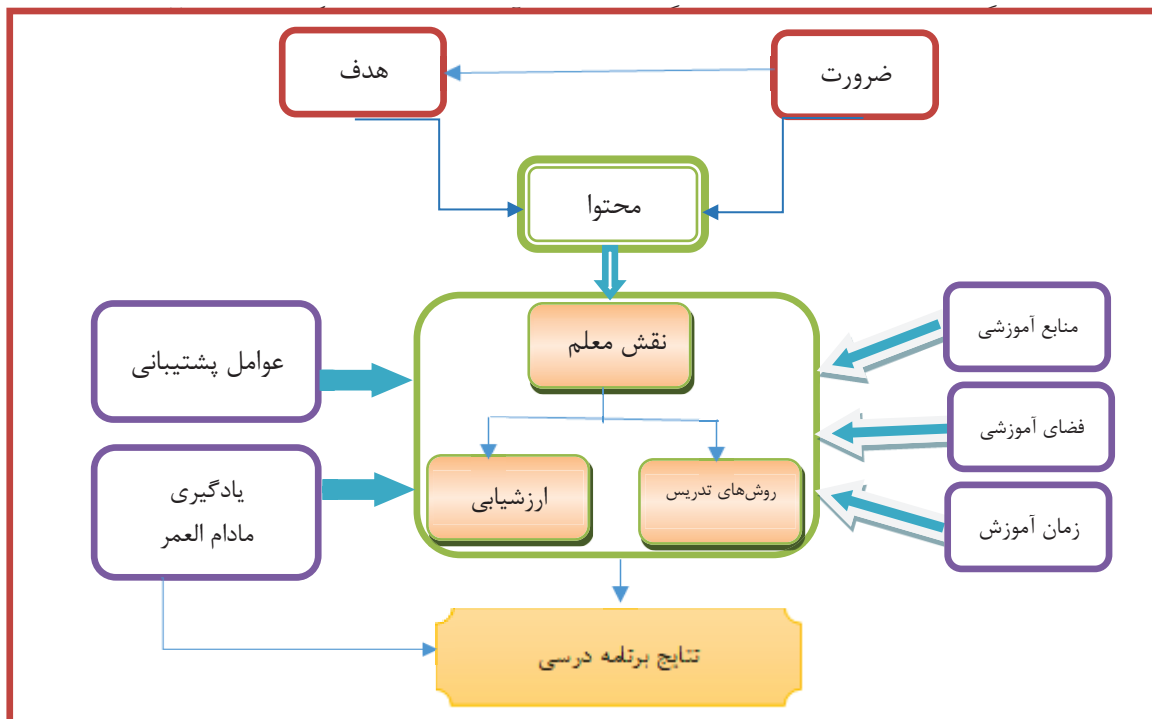 ضرورت
هدف
محتوا
نقش معلم
روش‌های تدریس
ارزشیابی
منابع آموزشی
فضای آموزشی
زمان آموزش
عوامل پشتیبانی
یادگیری
مادام العمر
نتایج برنامه درسی